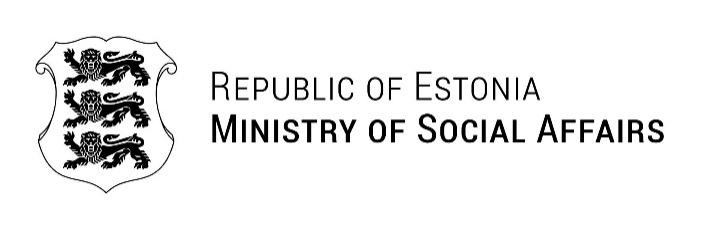 Republic of Estonia
Ministry of Social Affairs